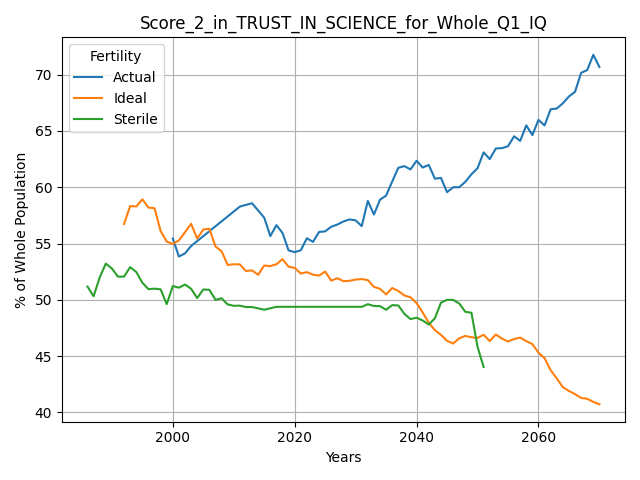 Score_2_in_TRUST_IN_SCIENCE_for_Whole_Q1_IQ
Fertility
Actual
Ideal
Sterile
% of Whole Population
70
65
60
55
50
45
40
2000
2020
2040
2060
Years